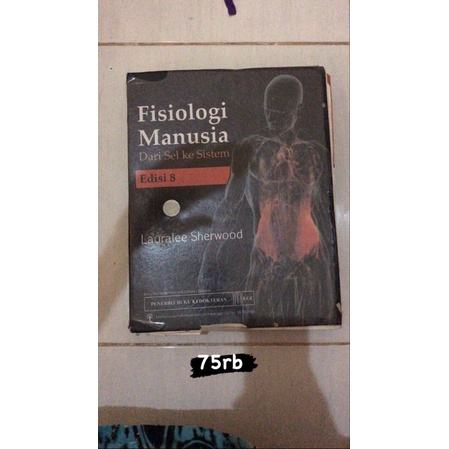 Fisiologi
Manusia
Dari Sel ke Sistem
Edisi 8
Lauralee Sherwood
PENERBIT BUKU KEDOKTERAN EGC
75rb